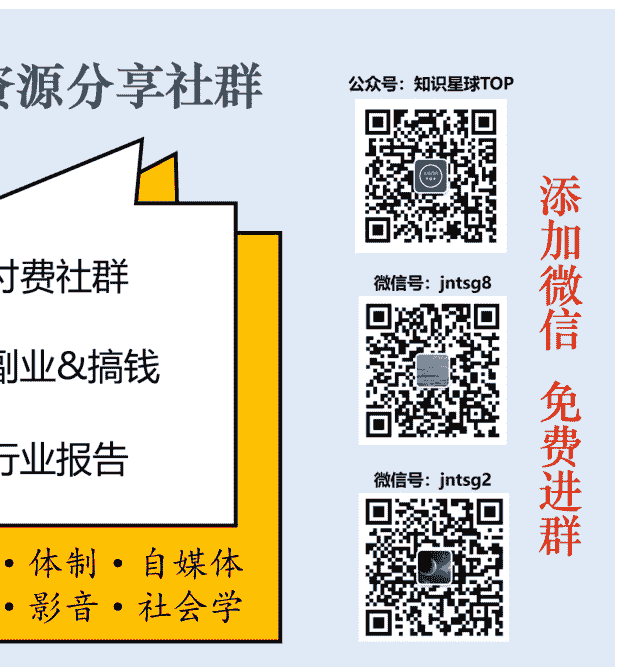 资源分享社群
付费社群
副业&搞钱
行业报告
·体制·自媒体
·影音·社会学
公众号：知识星球TOP
微信号：jntsg8
微信号：jntsg2
添加微信 免费进群